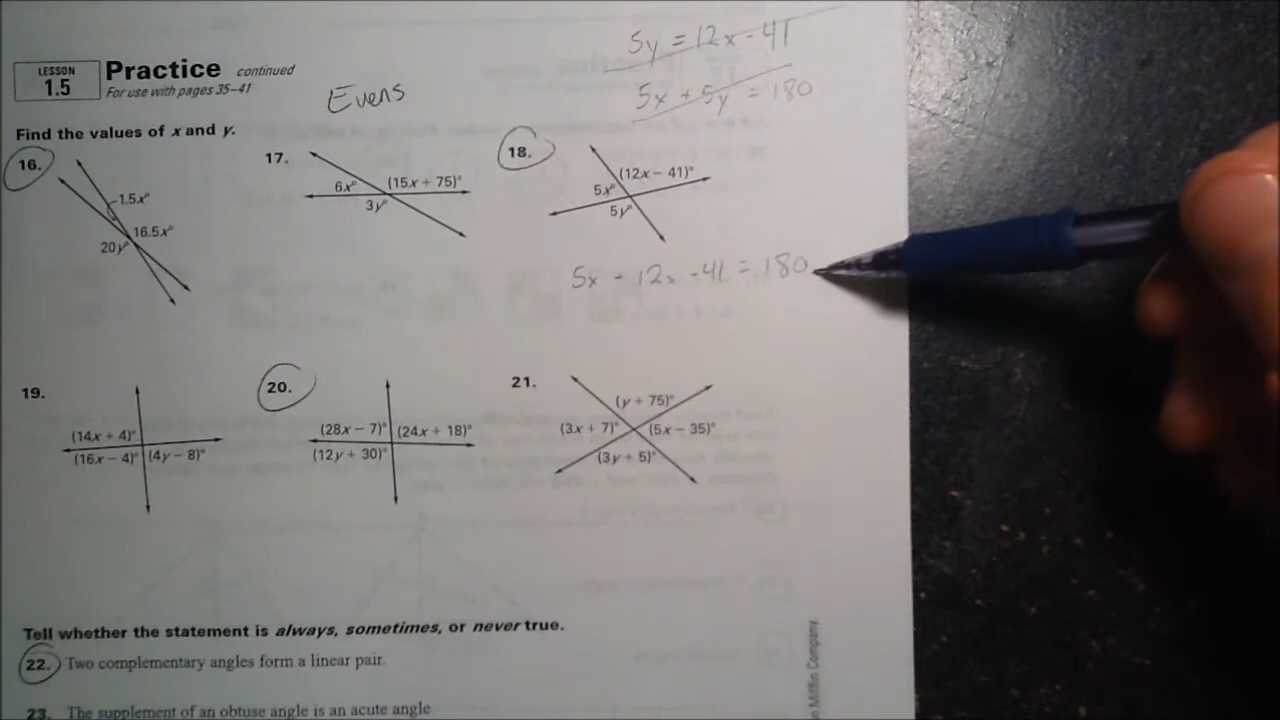 5y = 12x - 41
5x + 5y = 180
LESSON
1.5
Practice continued
For use with pages 35–41
Evens
Find the values of x and y.
16.
1.5x°
16.5x°
20y°
17.
6x°
(15x + 75)°
3y°
18.
(12x – 41)°
5x°
5y°
5x + 12x - 41 = 180
19.
(14x + 4)°
(16x – 4)°
(4y – 8)°
20.
(28x – 7)°
(24x + 18)°
(12y + 30)°
21.
(y + 75)°
(3x + 7)°
(5x – 35)°
(3y + 5)°
Tell whether the statement is always, sometimes, or never true.
22. Two complementary angles form a linear pair.
23. The supplement of an obtuse angle is an acute angle
Mifflin Company.